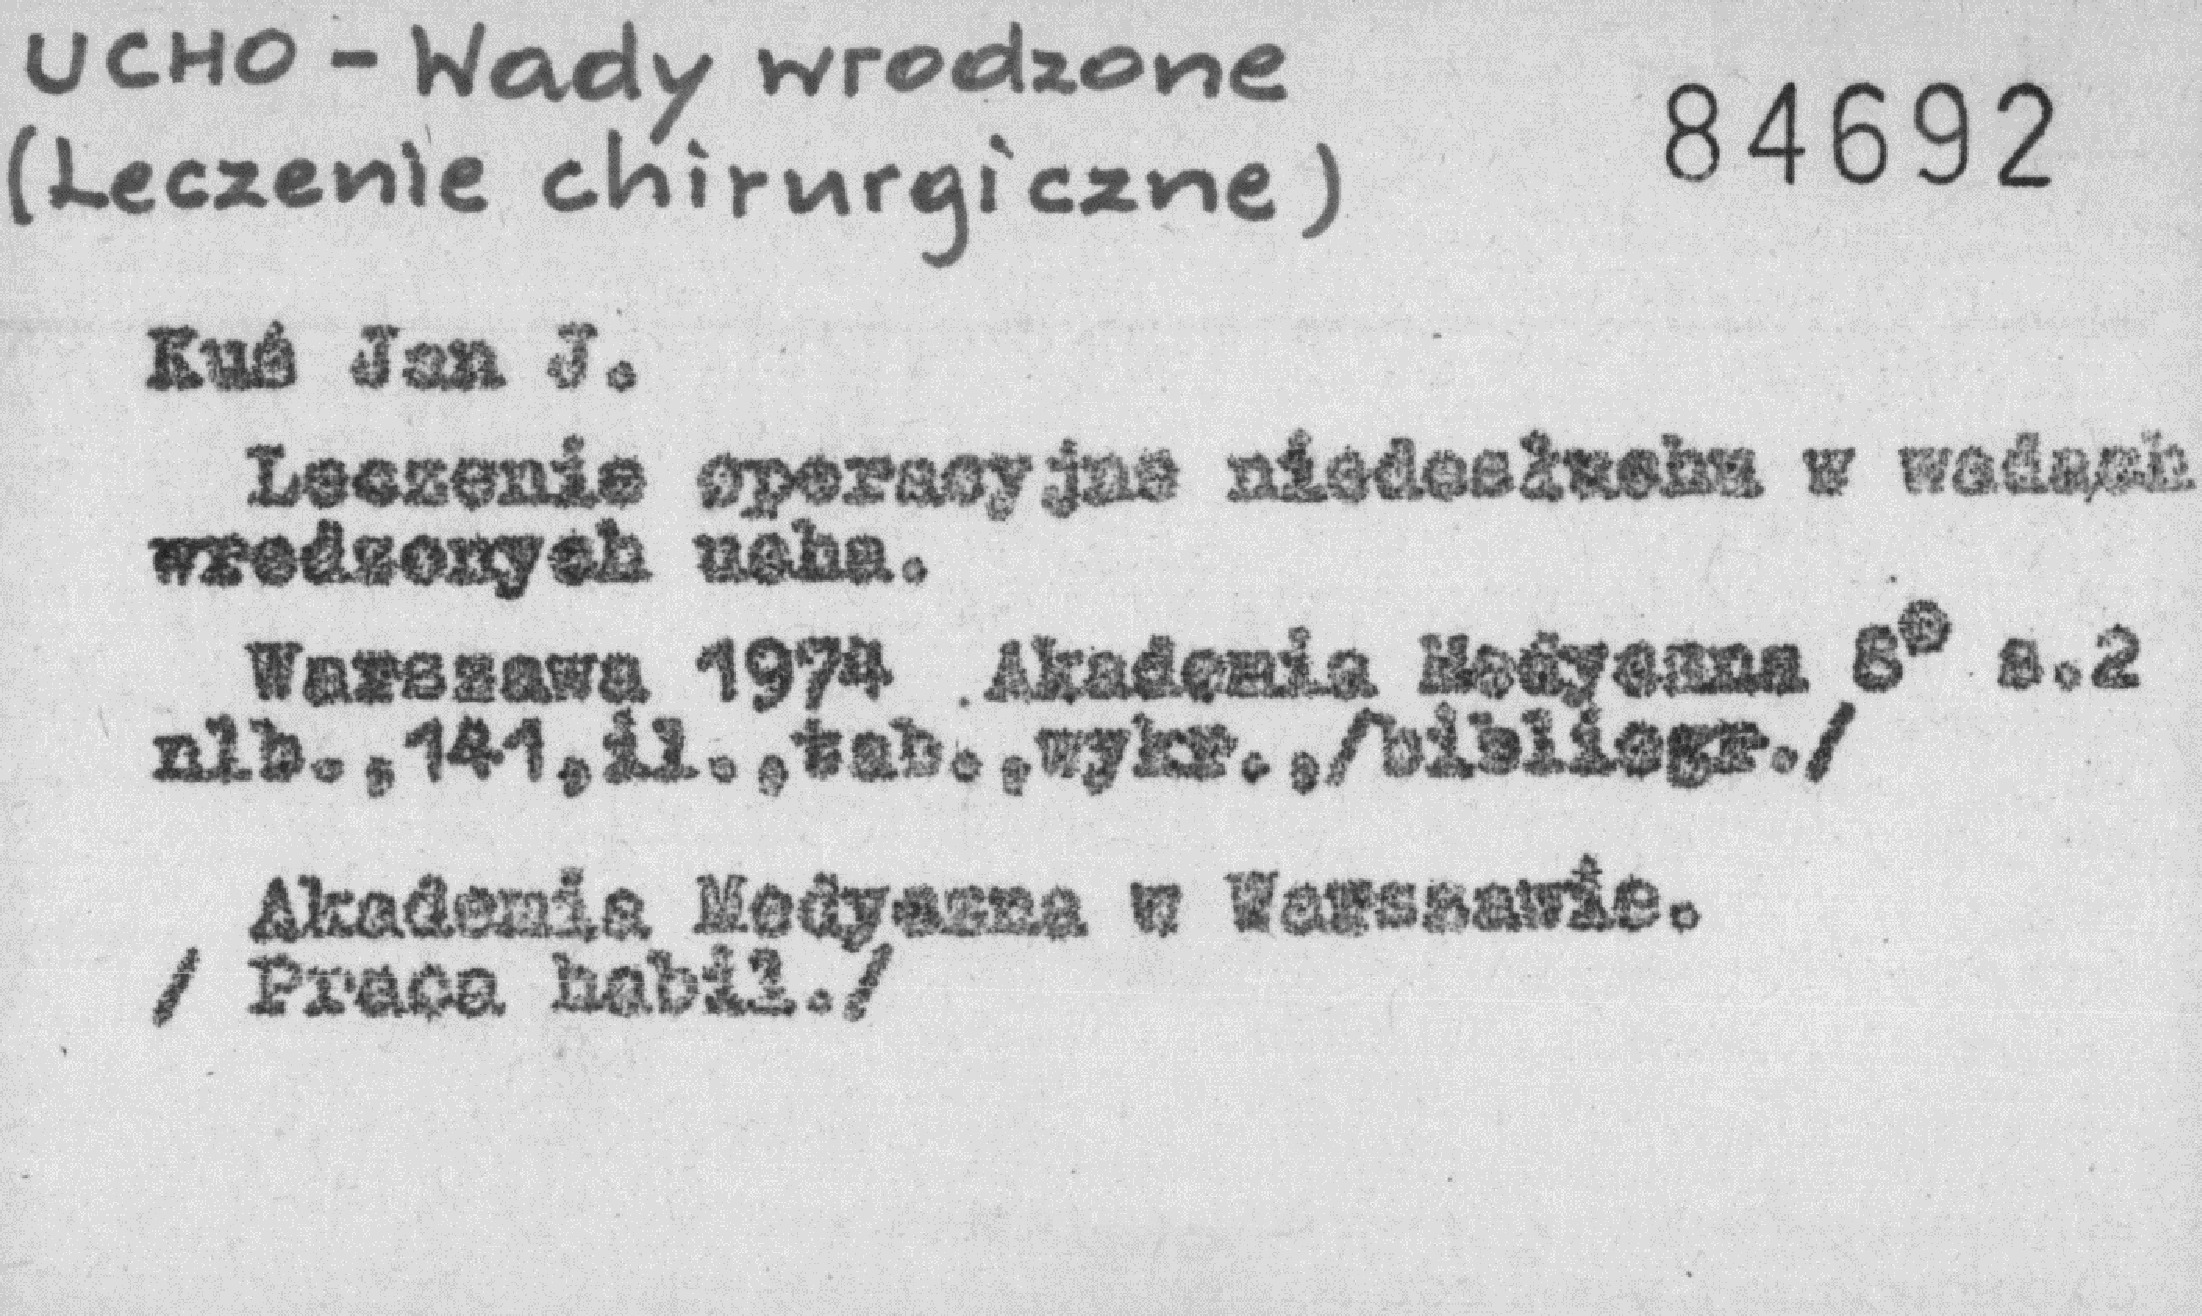 UCHO - Wady wrodzone
(Leczenie chirurgiczne)
84692
Kuś Jan J.
Leczenie operacyjne niedosłuchu w wadach
wrodzonych ucha.
Warszawa 1974 Akademia Medyczna 8° s.2
nlb.,141,il.,tab.,wykr.,/bibliogr./
Akademia Medyczna w Warszawie.
/ Praca habil./